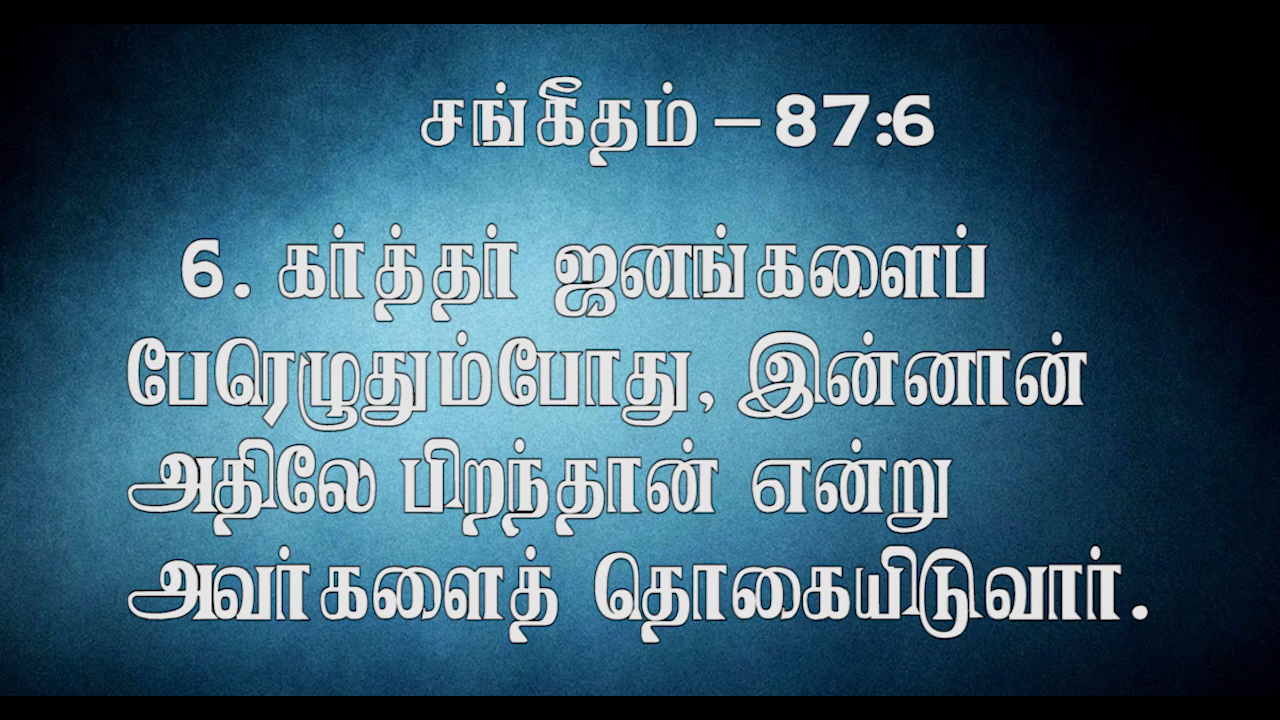 சங்கீதம் – 87:6
6. கர்த்தர் ஜனங்களைப்
பேரெழுதும்போது, இன்னான்
அதிலே பிறந்தான் என்று
அவர்களைத் தொகையிடுவார்.